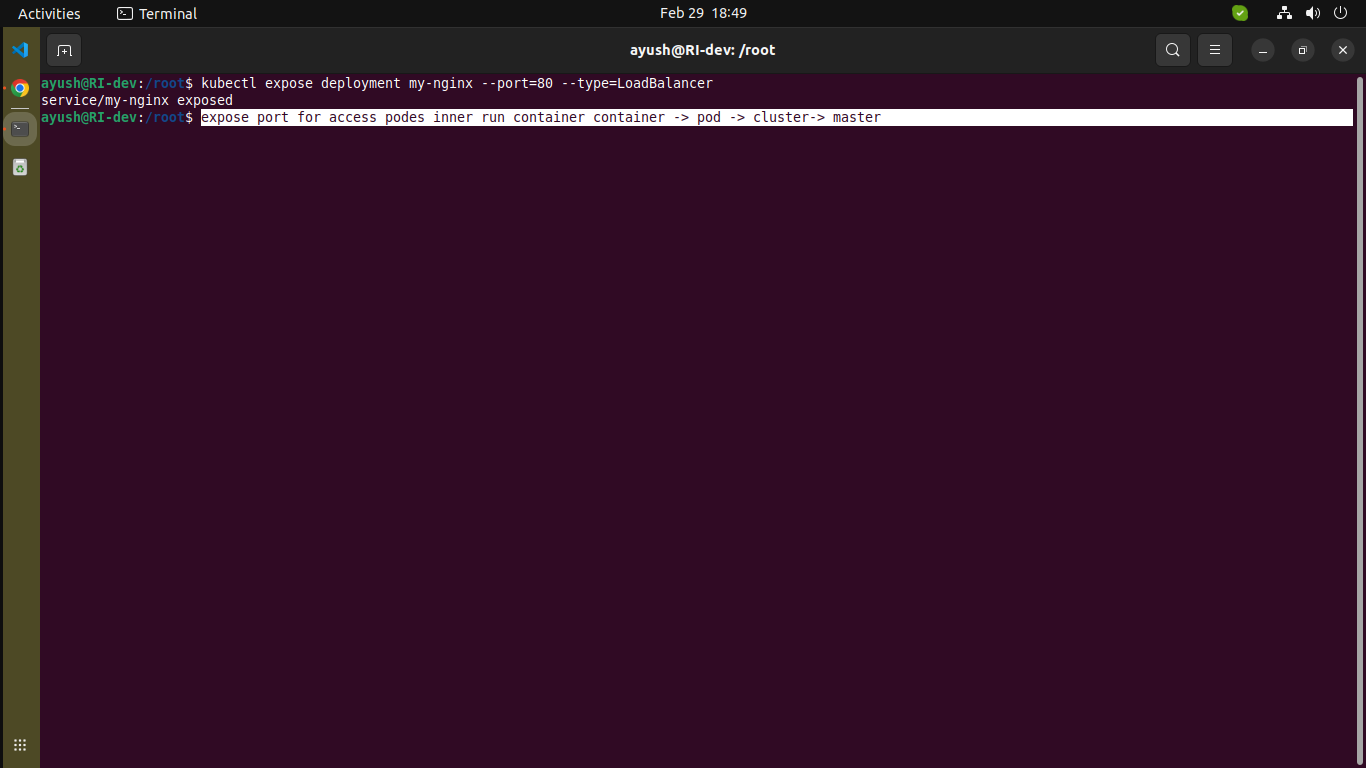 Activities
Terminal
Feb 29 18:49
ayush@RI-dev: /root
ayush@RI-dev:/root$ kubectl expose deployment my-nginx --port=80 --type=LoadBalancer
service/my-nginx exposed
ayush@RI-dev:/root$ expose port for access podes inner run container container -> pod -> cluster-> master